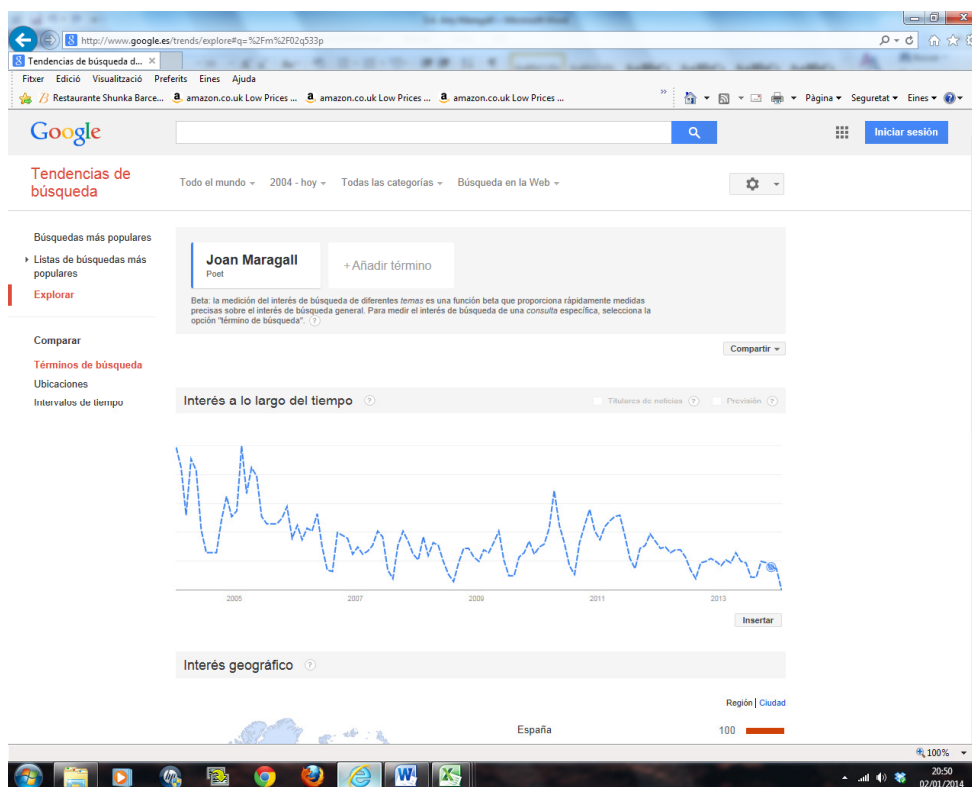 http://www.google.es/trends/explore#q=%2Fm%2F02q533p
Tendencias de búsqueda d...
Fitxer Edició Visualització Preferits Eines Ajuda
Restaurante Shunka Barce... amazon.co.uk Low Prices ... amazon.co.uk Low Prices ... amazon.co.uk Low Prices ... » Pàgina Seguretat Eines
Google Iniciar sesión
Tendencias de
búsqueda
Todo el mundo 2004 - hoy Todas las categorías Búsqueda en la Web
Búsquedas más populares
Listas de búsquedas más
populares
Explorar
Comparar
Términos de búsqueda
Ubicaciones
Intervalos de tiempo
Joan Maragall
Poet
+Añadir término
Beta: la medición del interés de búsqueda de diferentes temas es una función beta que proporciona rápidamente medidas
precisas sobre el interés de búsqueda general. Para medir el interés de búsqueda de una consulta específica, selecciona la
opción "término de búsqueda". ?
Compartir
Interés a lo largo del tiempo ? Titulares de noticias ? Previsión ?
2005 2007 2009 2011 2013
Insertar
Interés geográfico ?
Región | Ciudad
España 100
100%
20:50
02/01/2014